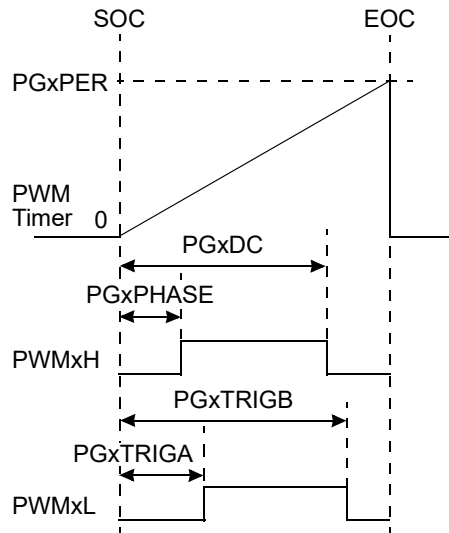 SOC EOC
PGxPER
PWM
Timer 0
PGxDC
PGxPHASE
PWMxH
PGxTRIGB
PGxTRIGA
PWMxL